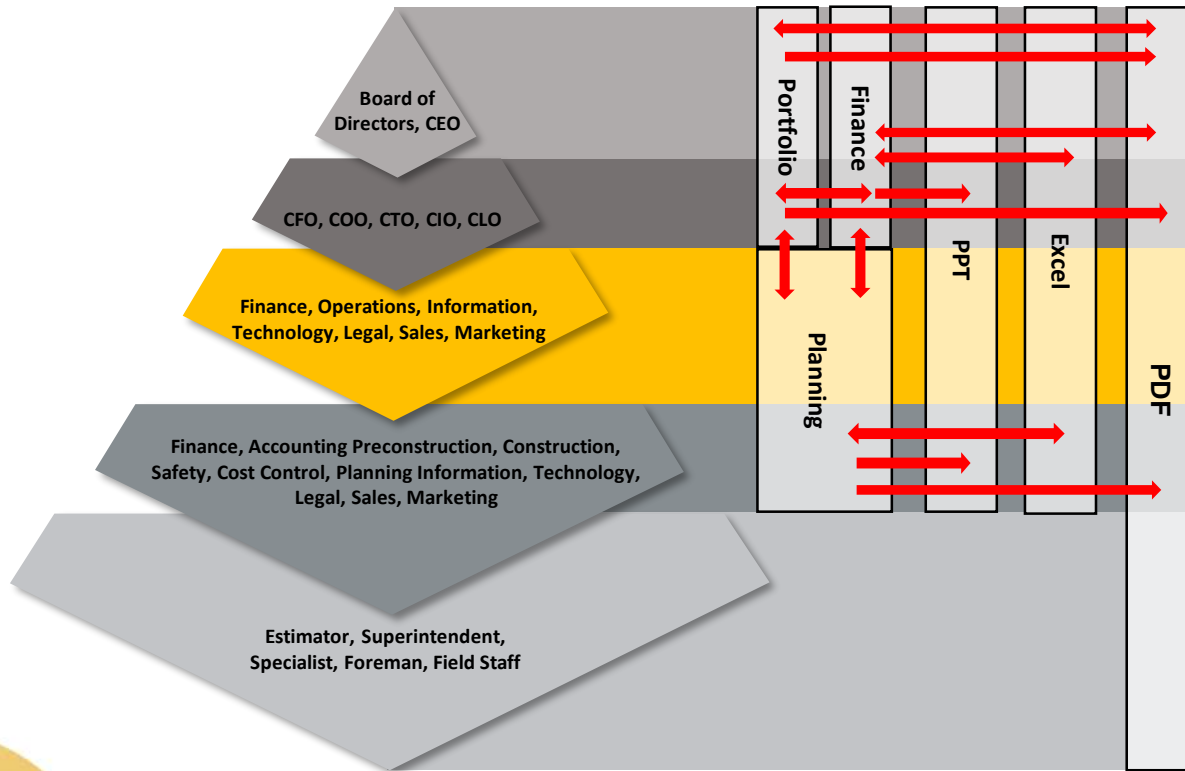 Board of
Directors, CEO
CFO, COO, CTO, CIO, CLO
Finance, Operations, Information,
Technology, Legal, Sales, Marketing
Finance, Accounting Preconstruction, Construction,
Safety, Cost Control, Planning Information, Technology,
Legal, Sales, Marketing
Estimator, Superintendent,
Specialist, Foreman, Field Staff
Portfolio
Finance
Planning
PPT
Excel
PDF